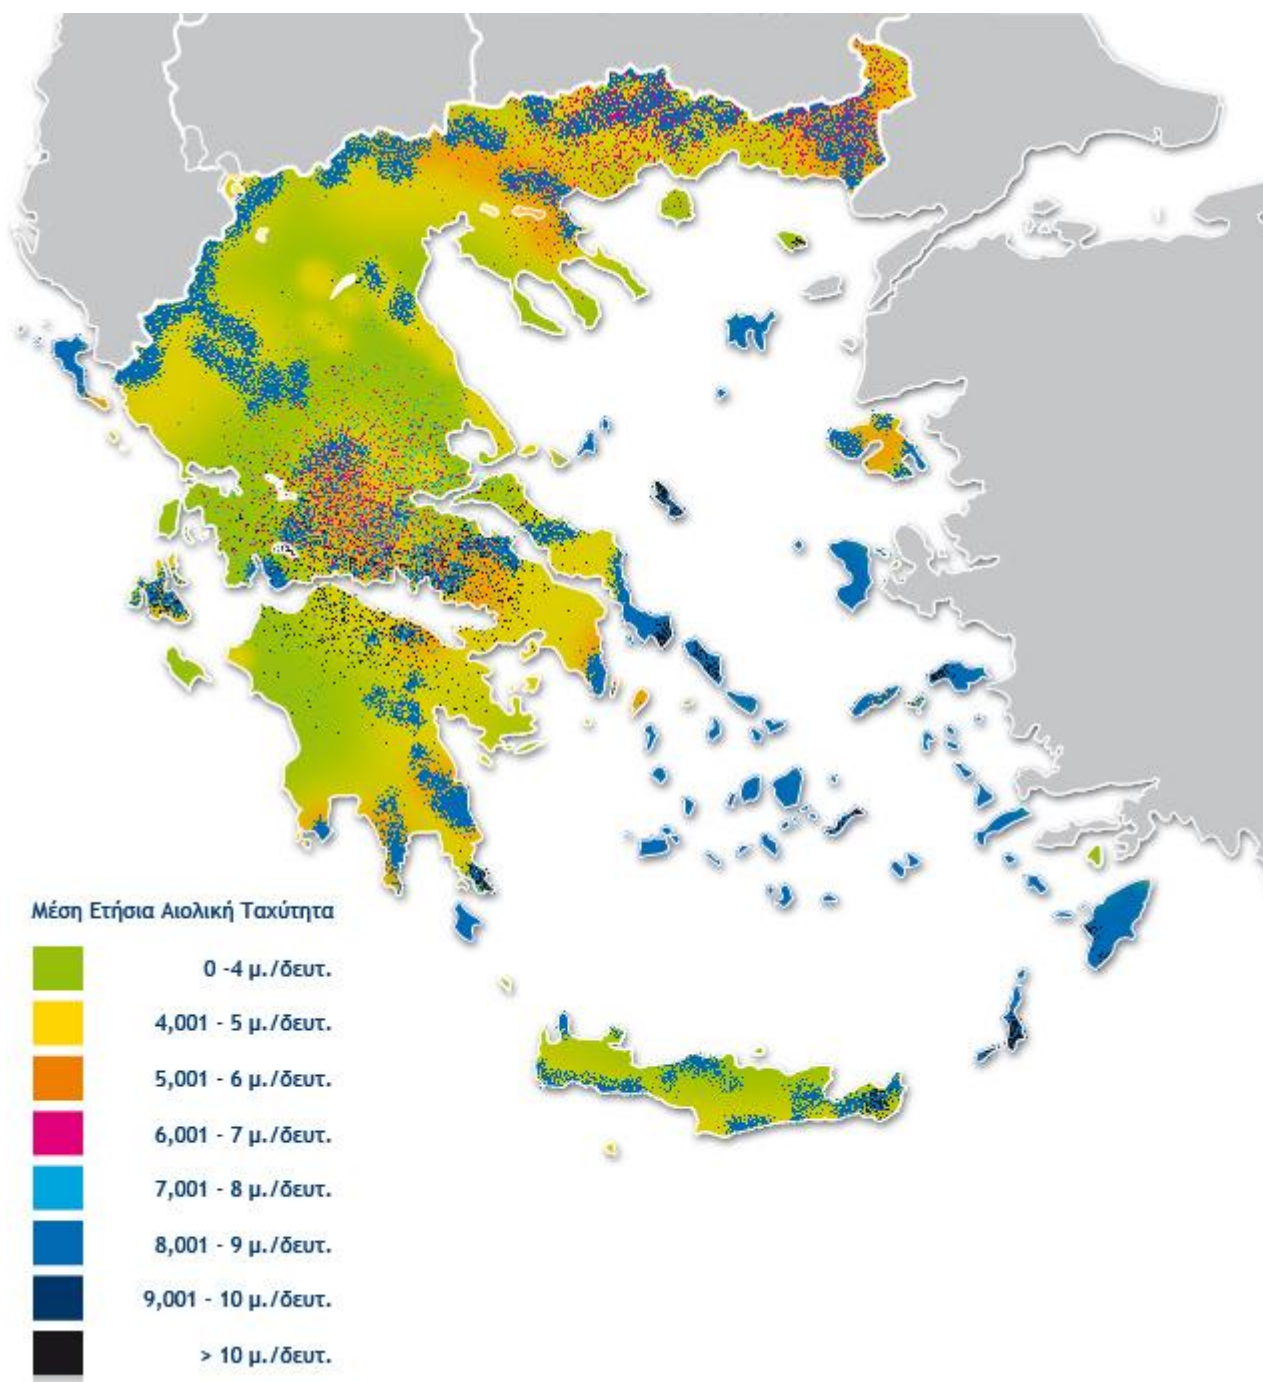 Μέση Ετήσια Αιολική Ταχύτητα
0 -4 μ./δευτ.
4,001 - 5 μ./δευτ.
5,001 - 6 μ./δευτ.
6,001 - 7 μ./δευτ.
7,001 - 8 μ./δευτ.
8,001 - 9 μ./δευτ.
9,001 - 10 μ./δευτ.
> 10 μ./δευτ.